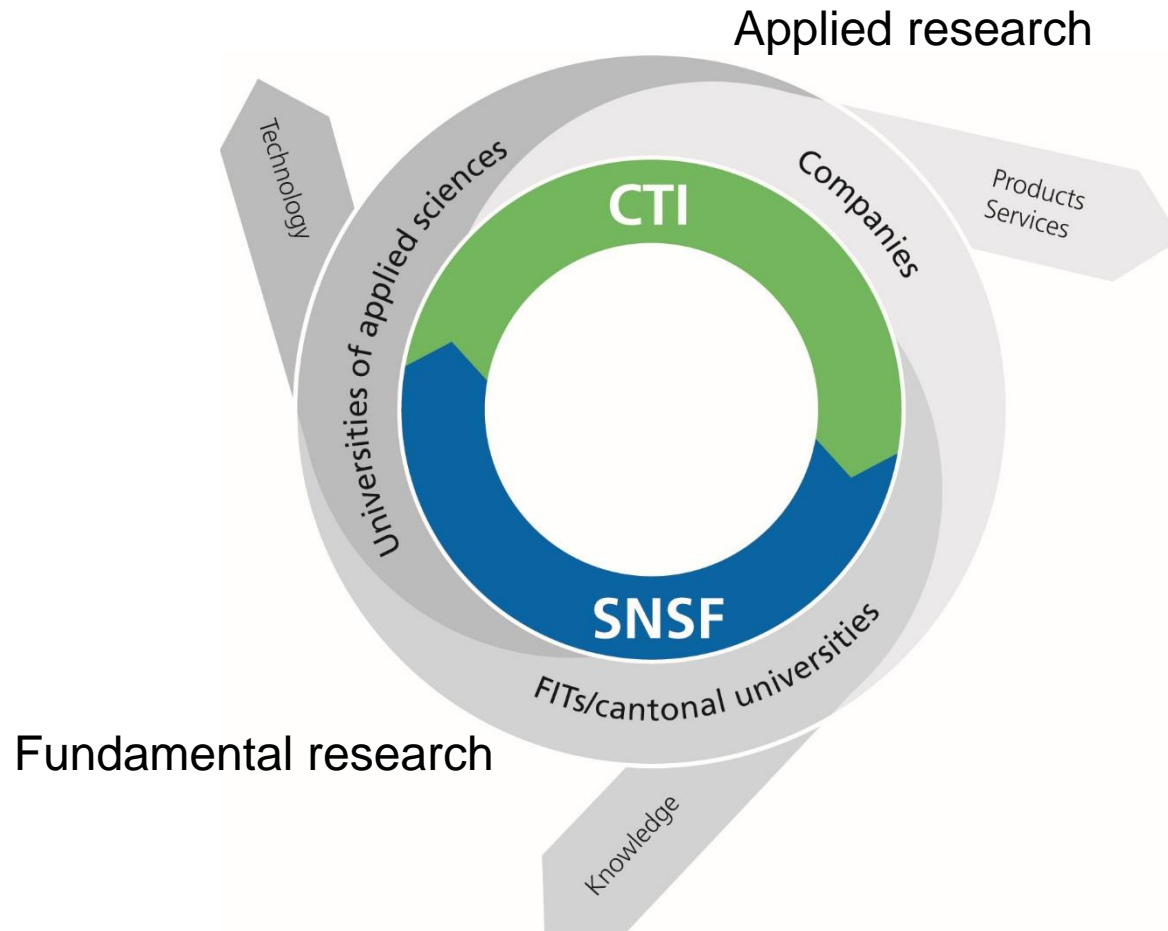 Applied research
Technology
Universities of applied sciences
CTI
Companies
Products
Services
SNSF
FITs/cantonal universities
Fundamental research
Knowledge